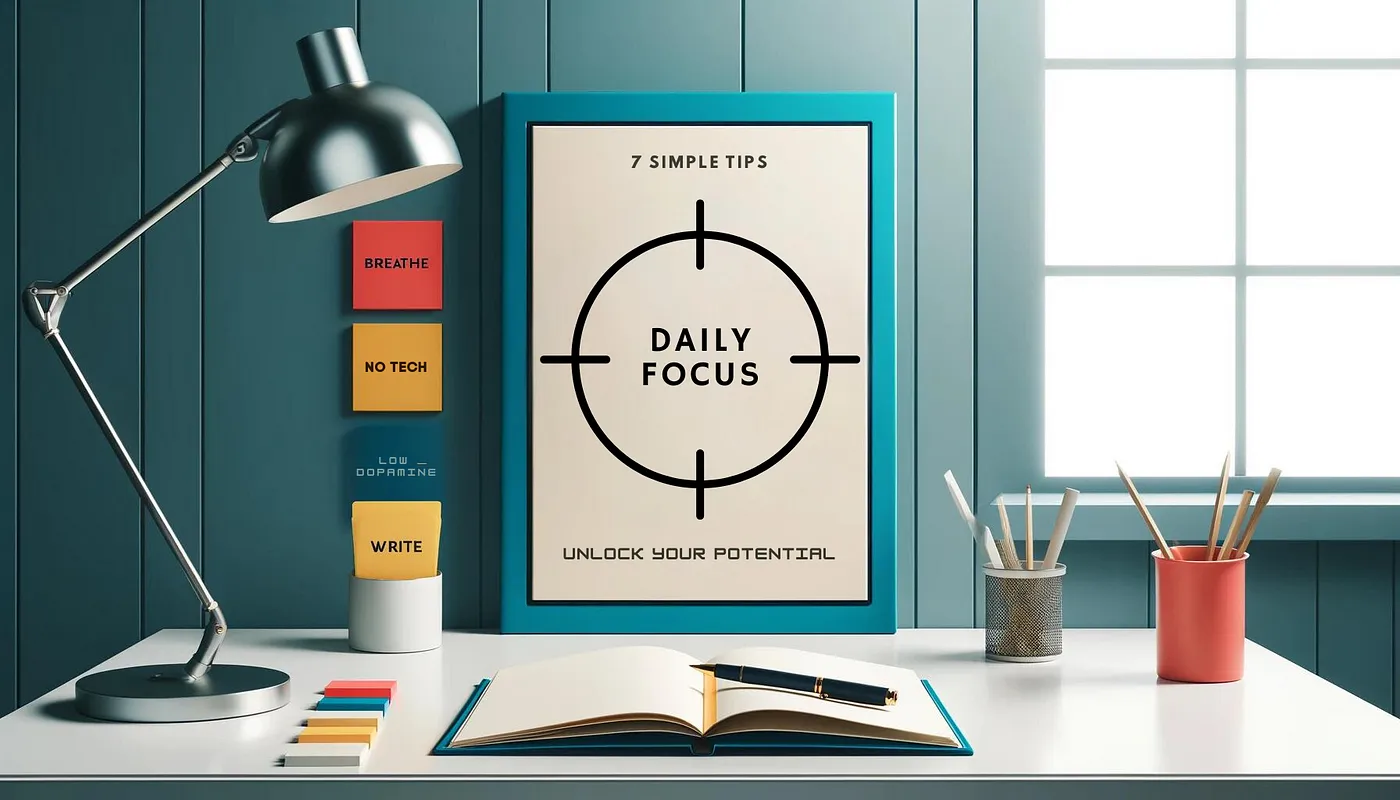 BREATHE
NO TECH
LOW _
DOPAMINE
WRITE
7 SIMPLE TIPS
DAILY
FOCUS
UNLOCK YOUR POTENTIAL